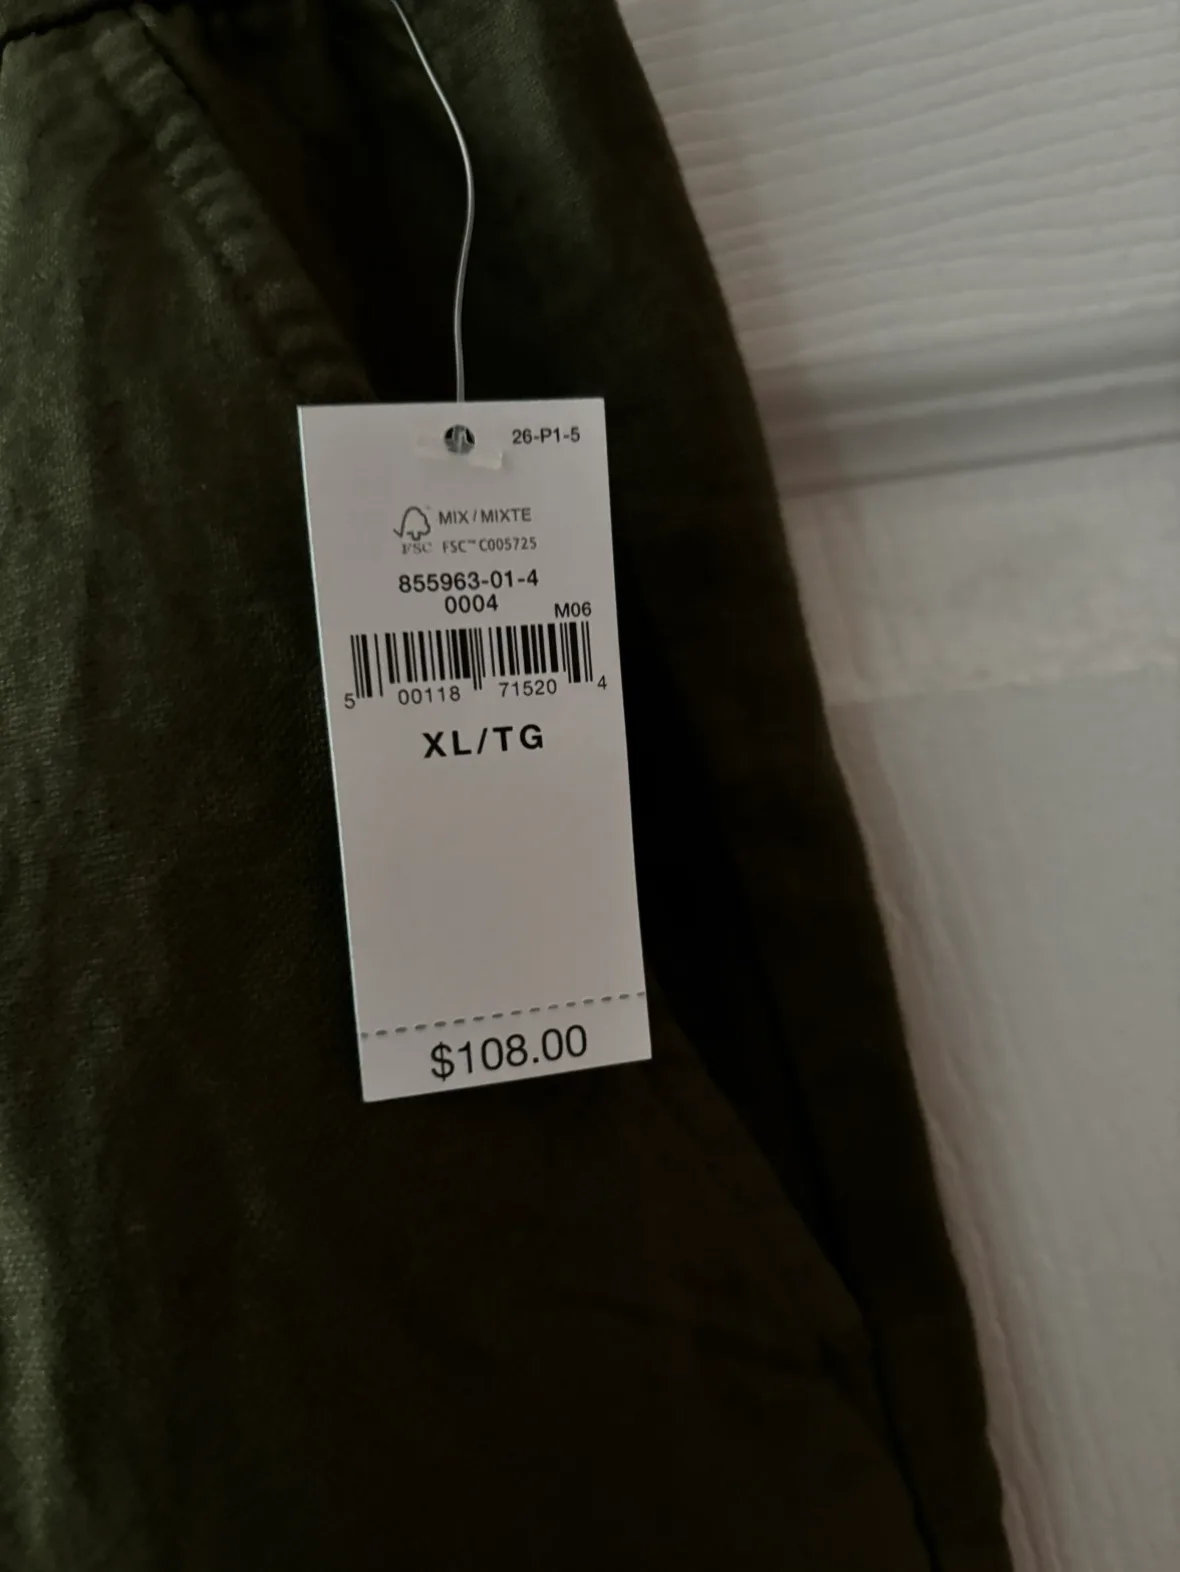 26-P1-5
MIX / MIXTE
FSC FSC™ C005725
855963-01-4
0004
M06
5 00118 71520 4
XL/TG
$108.00